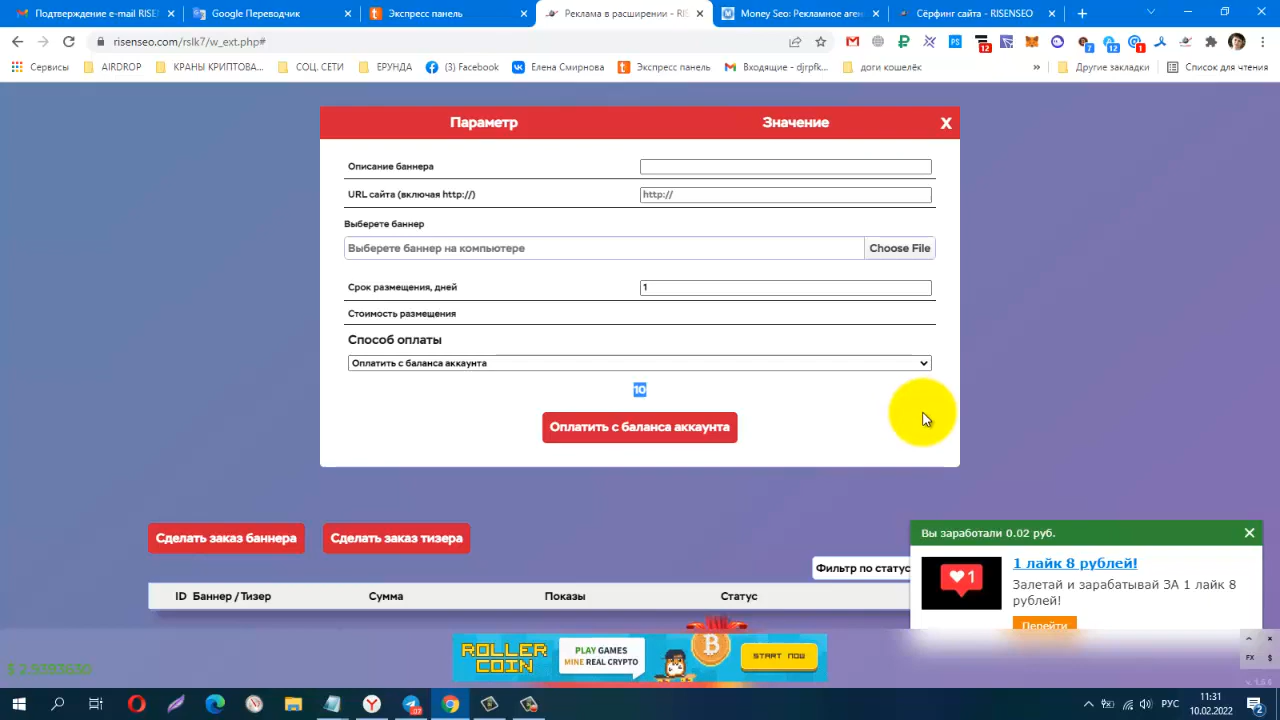 Подтверждение e-mail RISEN
Google Переводчик
Экспресс панель
Реклама в расширении - RISEN
Money Seo: Рекламное аген
Сёрфинг сайта - RISENSEO
risenseo.com/rslk7/w_ext.php#
Сервисы
AIRDROP
КРАНЫ КРИПТОВА...
СОЦ. СЕТИ
ЕРУНДА
(3) Facebook
Елена Смирнова
Экспресс панель
Входящие - djrpfk...
доги кошелёк
»
Другие закладки
Список для чтения
Параметр
Значение
X
Описание баннера
URL сайта (включая http://)
http://
Выберете баннер
Выберете баннер на компьютере
Choose File
Срок размещения, дней
1
Стоимость размещения
Способ оплаты
Оплатить с баланса аккаунта
10
Оплатить с баланса аккаунта
Сделать заказ баннера
Сделать заказ тизера
Фильтр по статус
ID Баннер / Тизер
Сумма
Показы
Статус
Вы заработали 0.02 руб.
1 лайк 8 рублей!
Залетай и зарабатывай ЗА 1 лайк 8
рублей!
Перейти
ROLLER
COIN
PLAY GAMES
MINE REAL CRYPTO
START NOW
FX
$
v. 1.5.6
РУС
11:31
10.02.2022